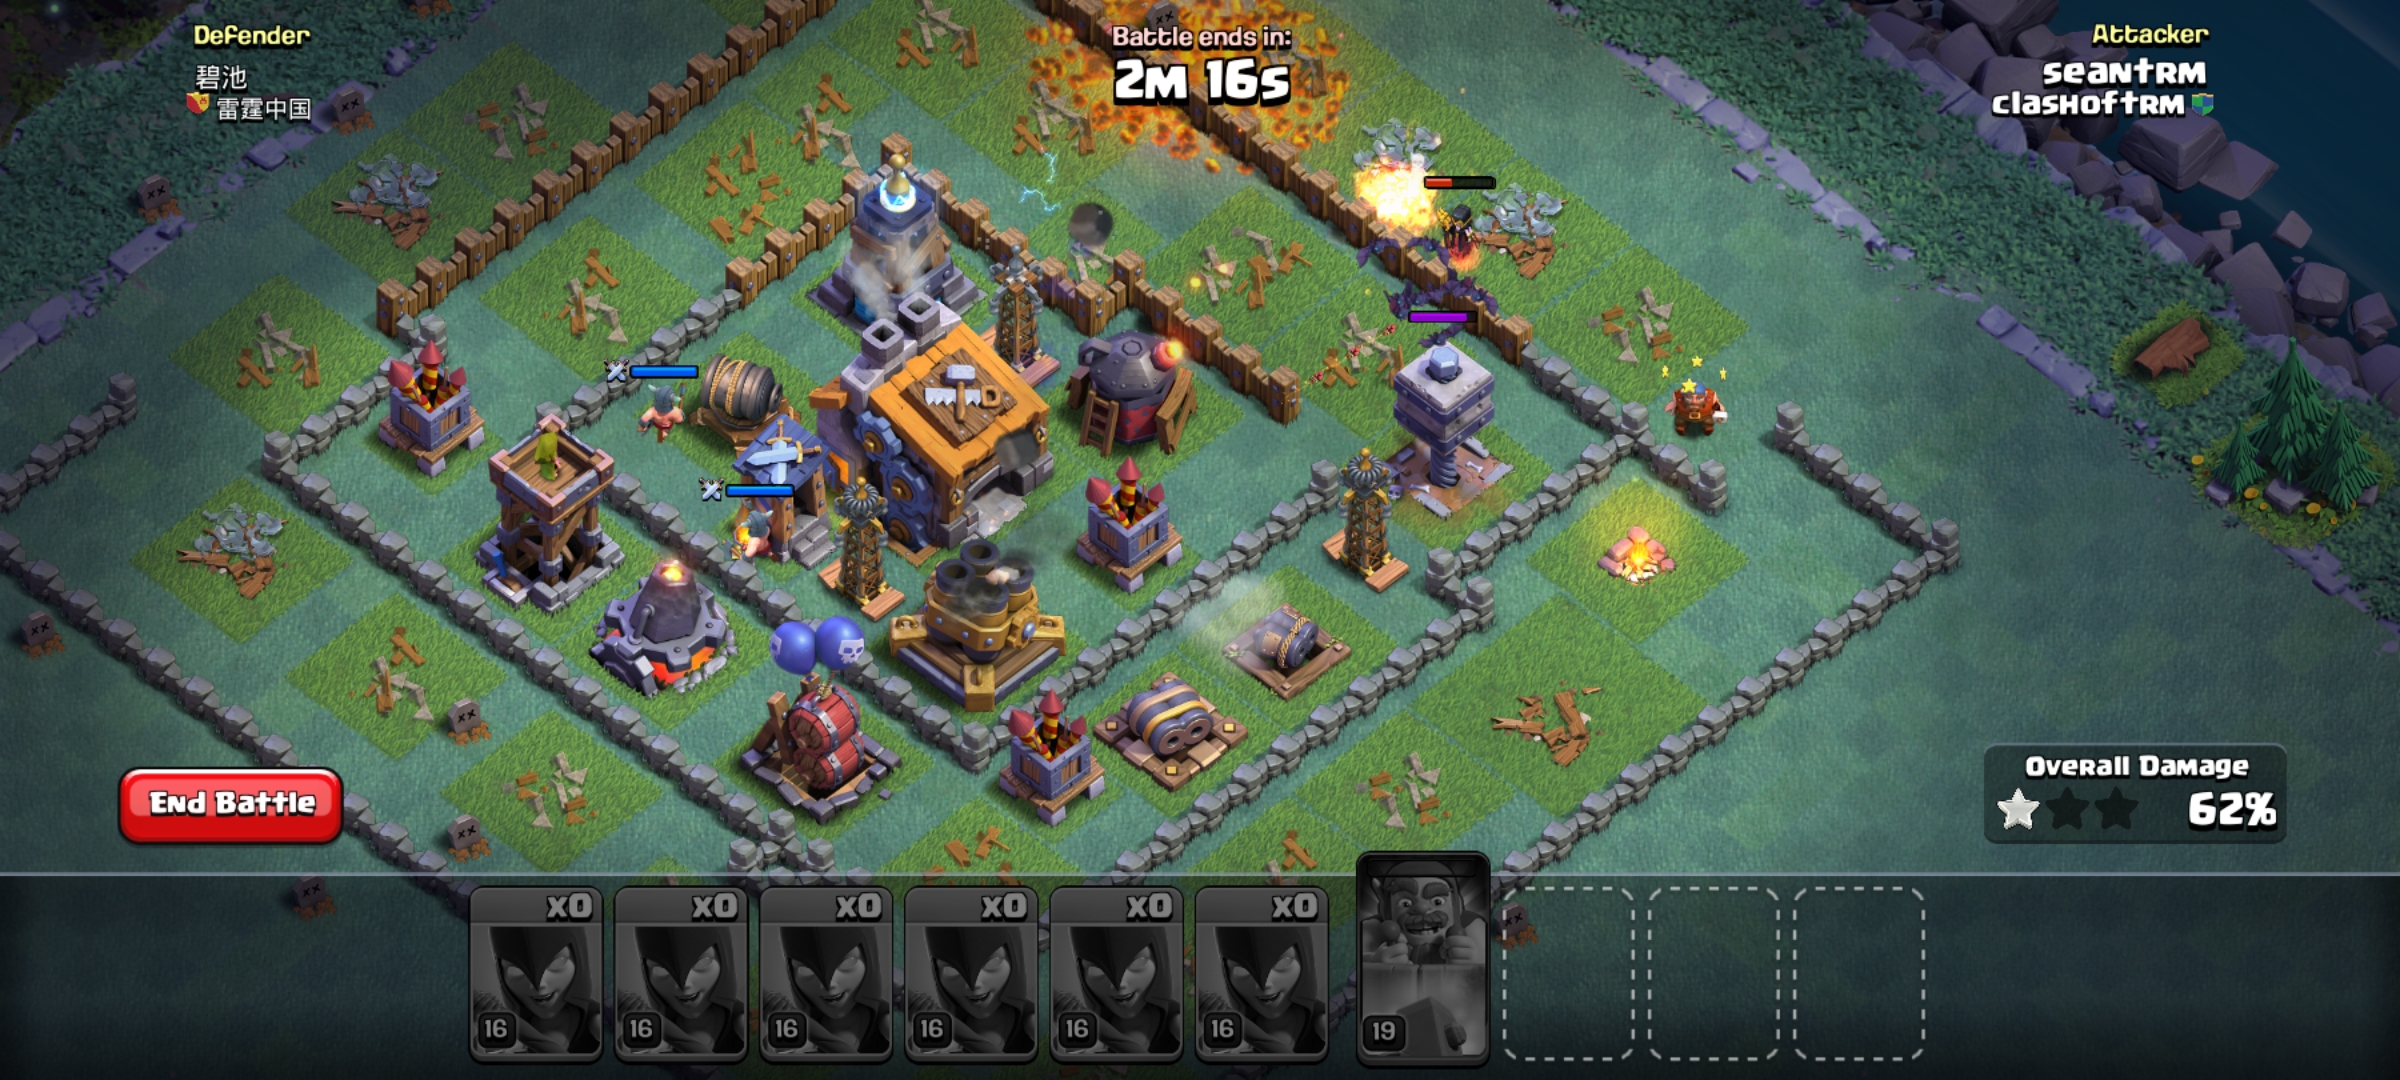 Defender
碧池
雷霆中国
Battle ends in:
2M 16s
Attacker
seantRM
clashoftRM
End Battle
Overall Damage
62%
x0
x0
x0
x0
x0
x0
16
16
16
16
16
16
19